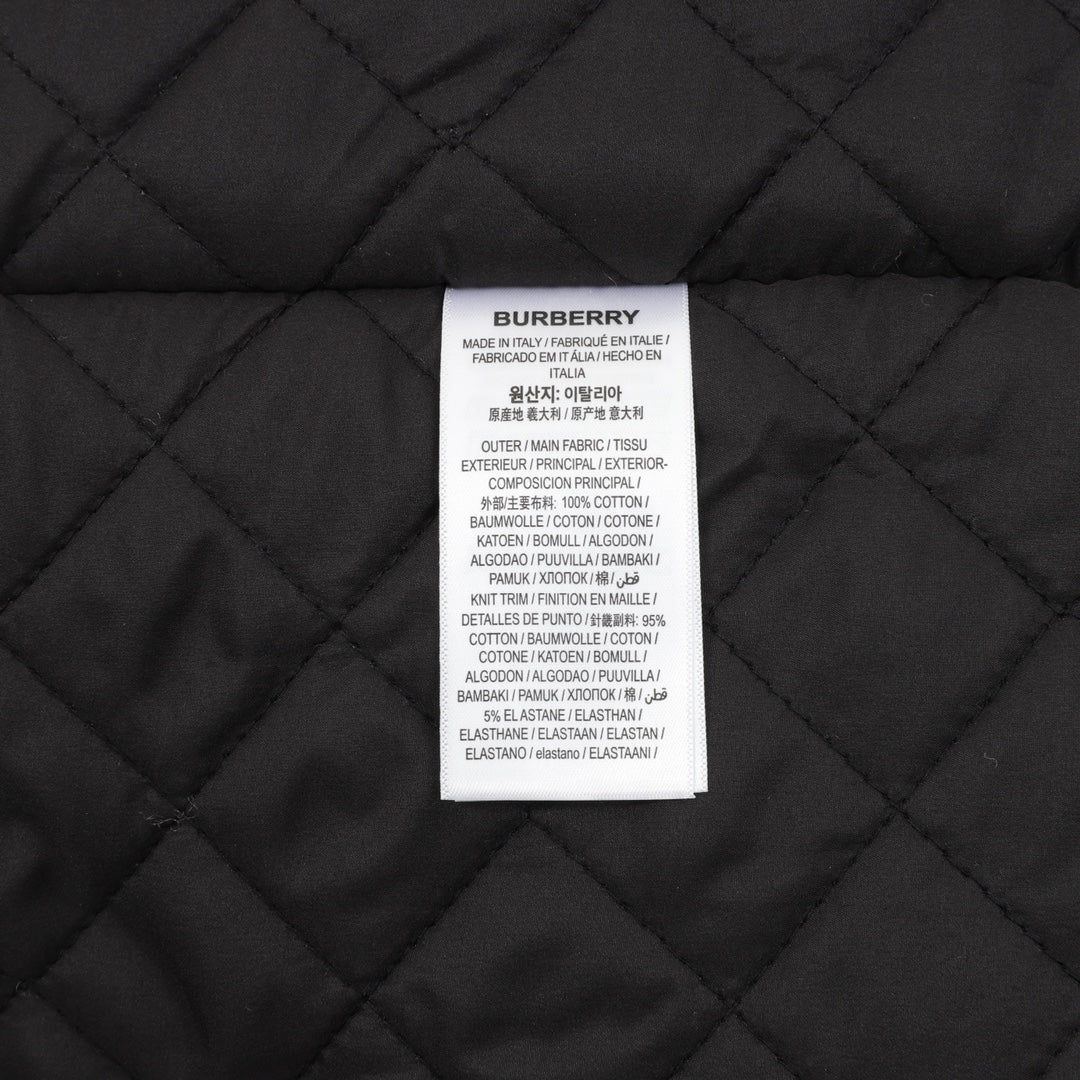 BURBERRY
MADE IN ITALY / FABRIQUÉ EN ITALIE /
FABRICADO EM IT ÁLIA / HECHO EN
ITALIA
원산지: 이탈리아
原産地 義大利 / 原产地 意大利
OUTER / MAIN FABRIC / TISSU
EXTERIEUR / PRINCIPAL / EXTERIOR-
COMPOSICION PRINCIPAL /
外部/主要布料: 100% COTTON /
BAUMWOLLE / COTON / COTONE /
KATOEN / BOMULL / ALGODON /
ALGODAO / PUUVILLA / BAMBAKI /
PAMUK / ХЛОПОК / 棉 / قطن
KNIT TRIM / FINITION EN MAILLE /
DETALLES DE PUNTO / 針織副料: 95%
COTTON / BAUMWOLLE / COTON /
COTONE / KATOEN / BOMULL /
ALGODON / ALGODAO / PUUVILLA /
BAMBAKI / PAMUK / ХЛОПОК / 棉 / قطن
5% EL ASTANE / ELASTHAN /
ELASTHANE / ELASTAAN / ELASTAN /
ELASTANO / elastano / ELASTAANI /